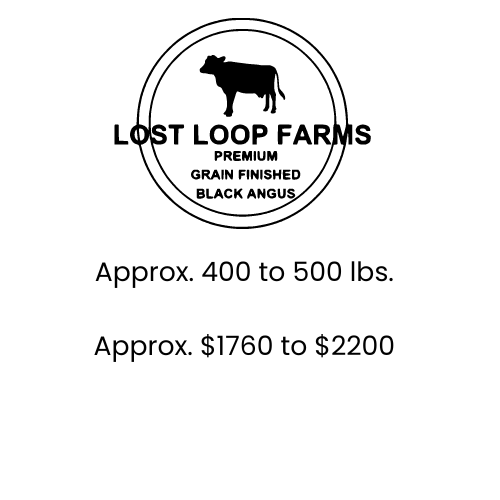 LOST LOOP FARMS
PREMIUM
GRAIN FINISHED
BLACK ANGUS
Approx. 400 to 500 lbs.
Approx. $1760 to $2200